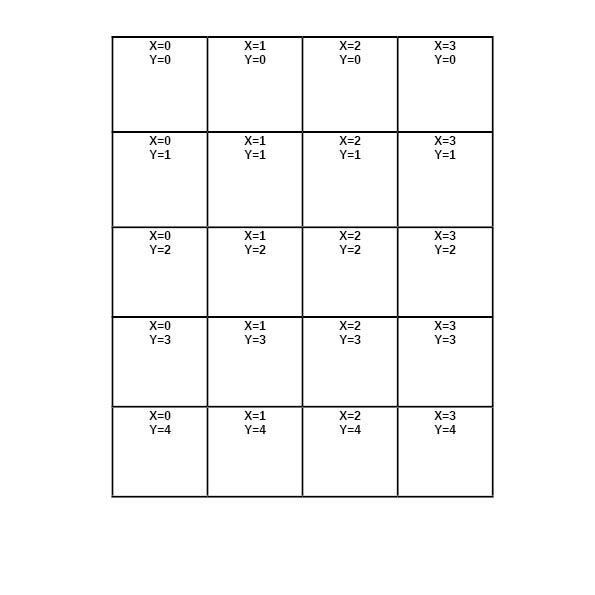 X=0 X=1 X=2 X=3
Y=0 Y=0 Y=0 Y=0
X=0 X=1 X=2 X=3
Y=1 Y=1 Y=1 Y=1
X=0 X=1 X=2 X=3
Y=2 Y=2 Y=2 Y=2
X=0 X=1 X=2 X=3
Y=3 Y=3 Y=3 Y=3
X=0 X=1 X=2 X=3
Y=4 Y=4 Y=4 Y=4